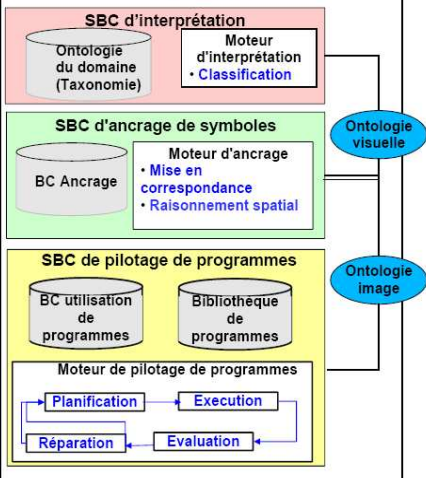 SBC d'interprétation
Ontologie
du domaine
(Taxonomie)
Moteur
d'interprétation
• Classification
Ontologie
visuelle
SBC d'ancrage de symboles
BC Ancrage
Moteur d'ancrage
• Mise en
correspondance
• Raisonnement spatial
Ontologie
image
SBC de pilotage de programmes
BC utilisation
de
programmes
Bibliothèque
de
programmes
Moteur de pilotage de programmes
Planification
Execution
Réparation
Evaluation